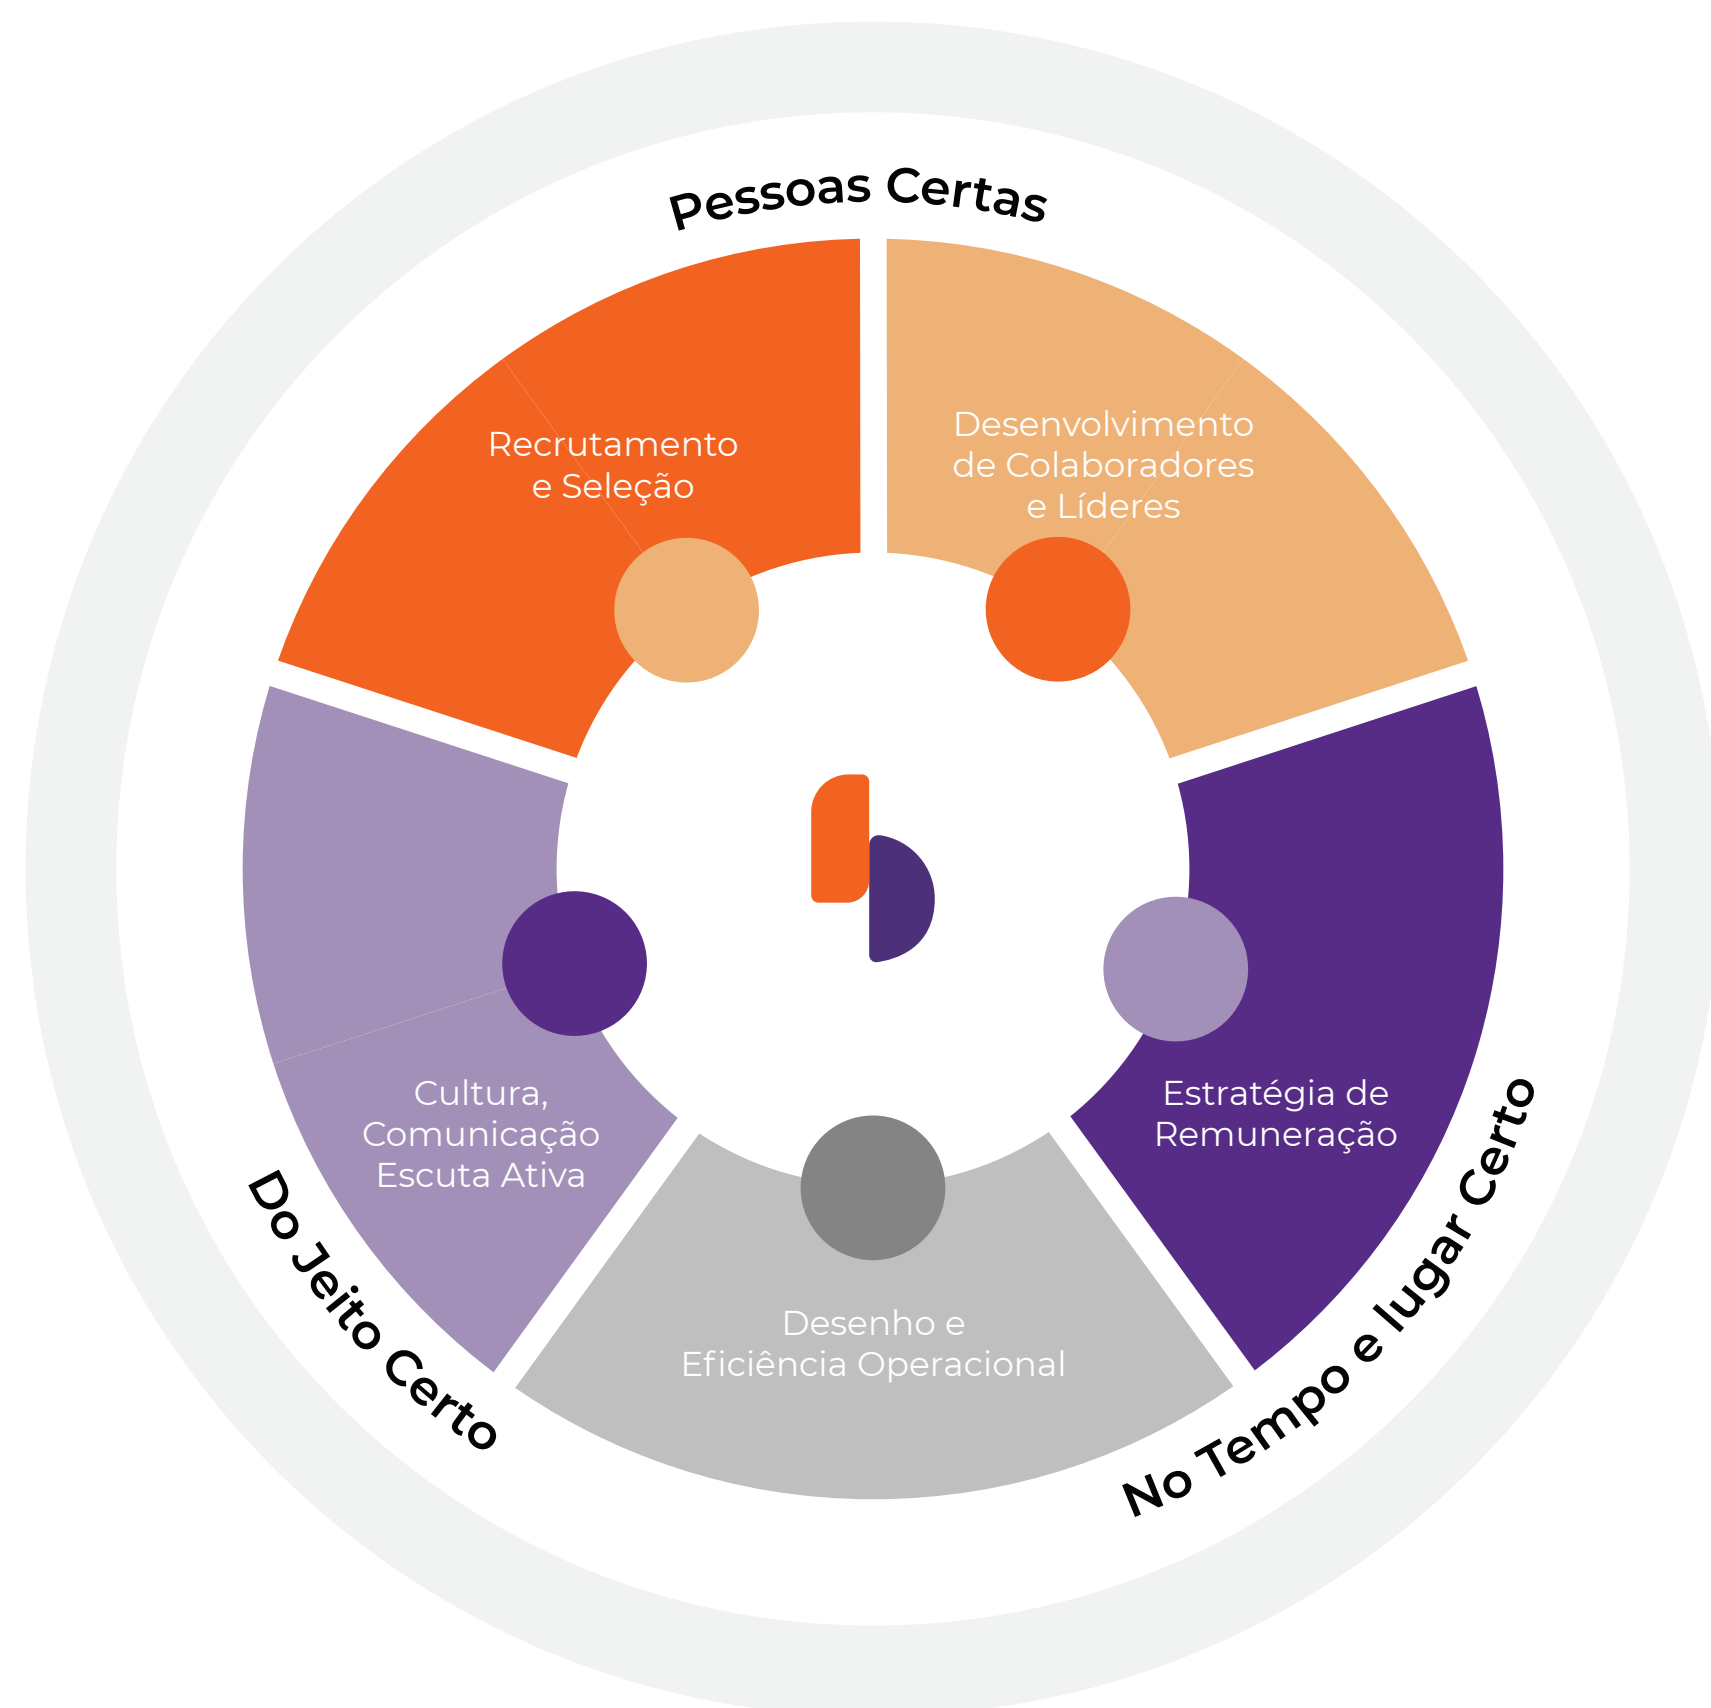 Pessoas Certas
Recrutamento
e Seleção
Desenvolvimento
de Colaboradores
e Líderes
Cultura,
Comunicação
Escuta Ativa
Estratégia de
Remuneração
Desenho e
Eficiência Operacional
Do Jeito Certo
No Tempo e lugar Certo